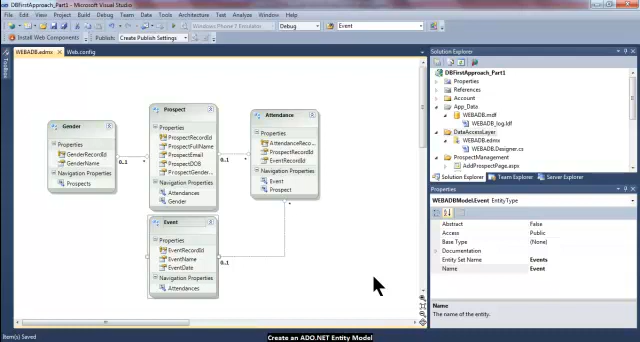 DBFirstApproach_Part1 - Microsoft Visual Studio
File Edit View Project Build Debug Team Data Tools Architecture Test Analyze Window Help
Windows Phone 7 Emulator Debug Event
Install Web Components Publish: Create Publish Settings
WEBADB.edmx Web.config
Toolbox
Gender
Properties
GenderRecordId
GenderName
Navigation Properties
Prospects
0..1
*
Prospect
Properties
ProspectRecordId
ProspectFullName
ProspectEmail
ProspectDOB
ProspectGender...
Navigation Properties
Attendances
Gender
0..1
*
Attendance
Properties
AttendanceReco...
ProspectRecordId
EventRecordId
Navigation Properties
Event
Prospect
*
Event
Properties
EventRecordId
EventName
EventDate
Navigation Properties
Attendances
0..1
Solution Explorer
DBFirstApproach_Part1
Properties
References
Account
App_Data
WEBADB.mdf
WEBADB_log.ldf
DataAccessLayer
WEBADB.edmx
WEBADB.Designer.cs
ProspectManagement
AddProspectPage.aspx
Solution Explorer Team Explorer Server Explorer
Properties
WEBADBModel.Event EntityType
Abstract False
Access Public
Base Type (None)
Documentation
Entity Set Name Events
Name Event
Name
The name of the entity.
Item(s) Saved
Create an ADO.NET Entity Model